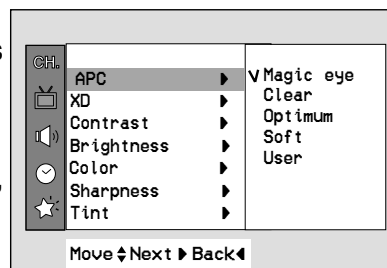 s
CH.
APC
XD
Contrast
Brightness
Color
Sharpness
Tint
Magic eye
Clear
Optimum
Soft
User
,
Move Next Back